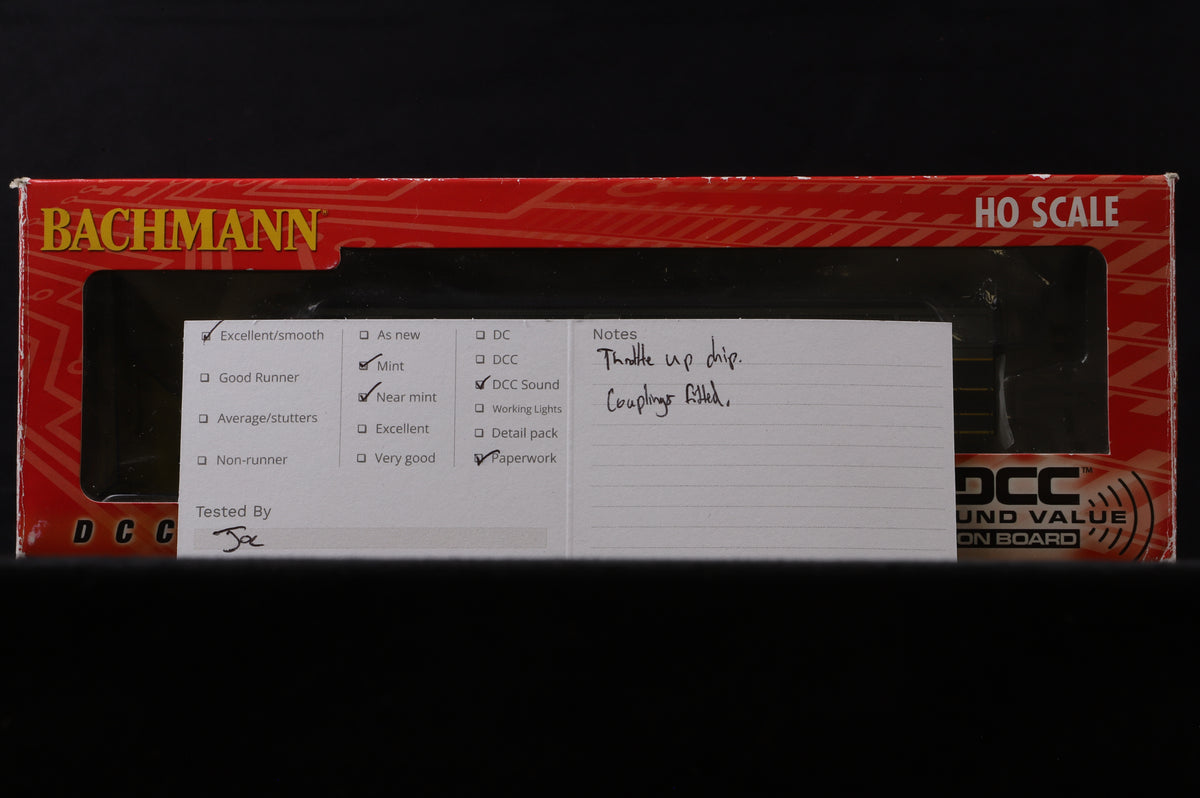 BACHMANN
HO SCALE
Excellent/smooth
Good Runner
Average/stutters
Non-runner
As new
Mint
Near mint
Excellent
Very good
DC
DCC
DCC Sound
Working Lights
Detail pack
Paperwork
Notes
Throttle up chip.
Couplings fitted.
Tested By
Joe
DCC
DCC™
UND VALUE
ON BOARD